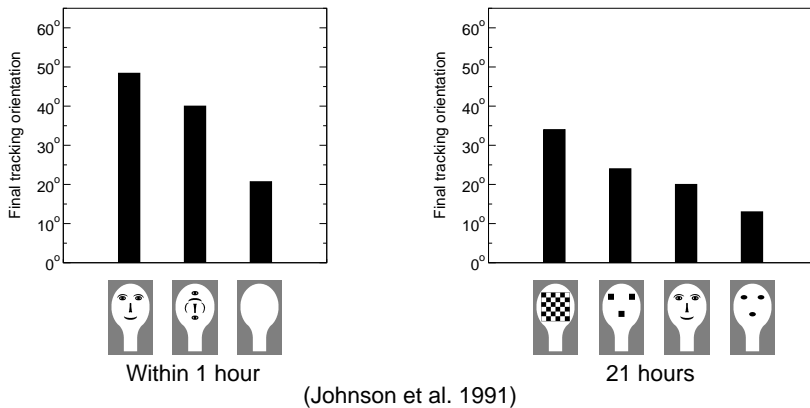 Final tracking orientation
60°
50°
40°
30°
20°
10°
0°
Within 1 hour
Final tracking orientation
60°
50°
40°
30°
20°
10°
0°
21 hours
(Johnson et al. 1991)